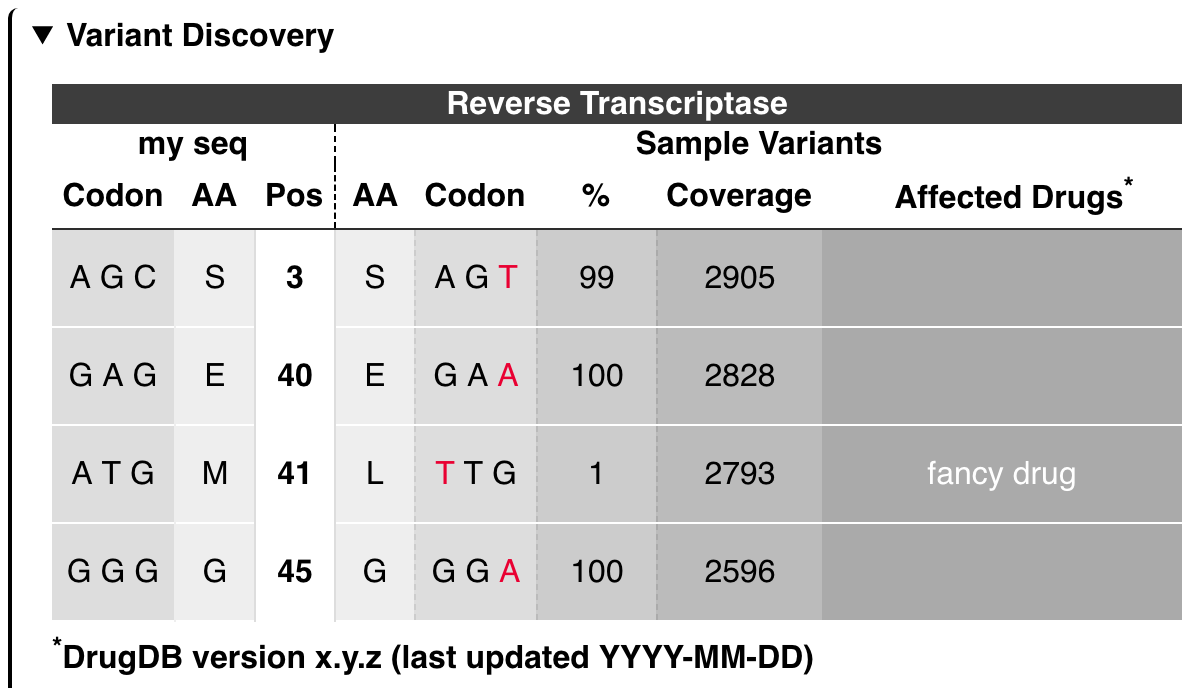 ▼ Variant Discovery
Reverse Transcriptase
my seq Sample Variants
Codon AA Pos AA Codon % Coverage Affected Drugs*
A G C S 3 S A G T 99 2905
G A G E 40 E G A A 100 2828
A T G M 41 L T T G 1 2793 fancy drug
G G G G 45 G G G A 100 2596
*DrugDB version x.y.z (last updated YYYY-MM-DD)